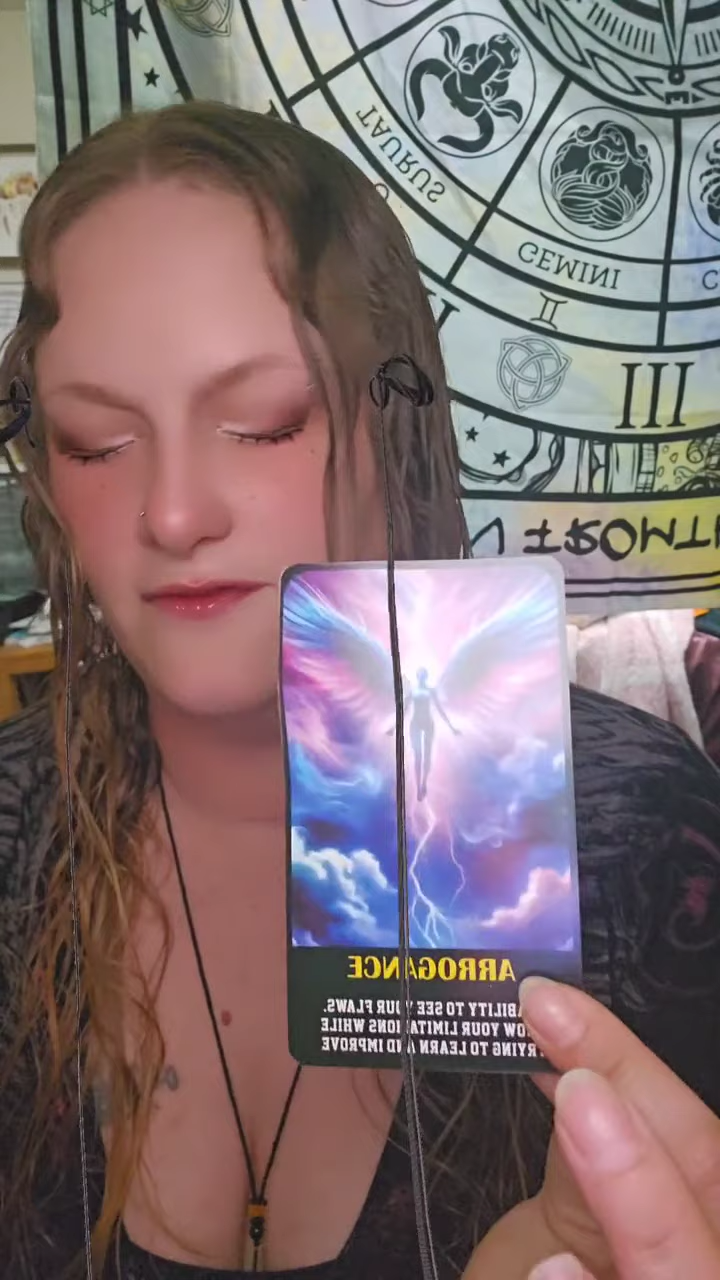 TAURUS
GEMINI
III
ARROGANCE
ABILITY TO SEE YOUR FLAWS.
YOUR LIMITATIONS WHILE
TO LEARN AND IMPROVE